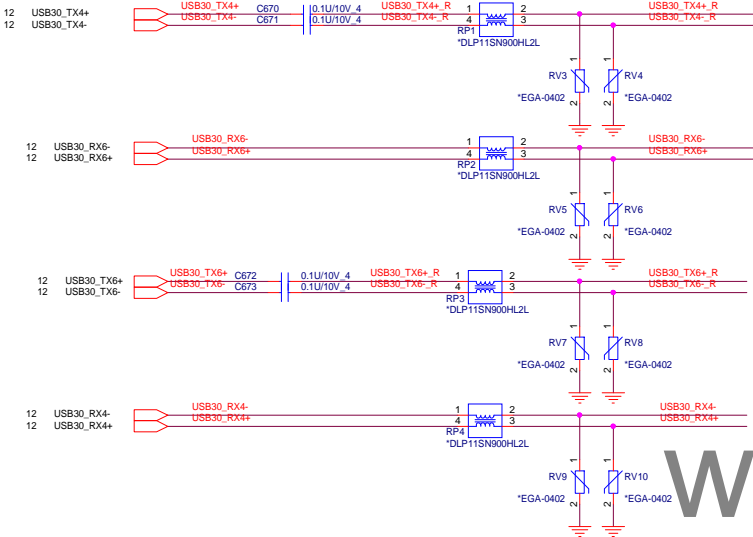 12 USB30_TX4+ USB30_TX4+ C670 0.1U/10V_4 USB30_TX4+_R 1 2 USB30_TX4+_R
12 USB30_TX4- USB30_TX4- C671 USB30_TX4-_R 4 3 USB30_TX4-_R
RP1
*DLP11SN900HL2L
1 1
RV3 RV4
*EGA-0402 *EGA-0402
2 2
12 USB30_RX6- USB30_RX6- 1 2 USB30_RX6-
12 USB30_RX6+ USB30_RX6+ 4 3 USB30_RX6+
RP2
*DLP11SN900HL2L
1 1
RV5 RV6
*EGA-0402 *EGA-0402
2 2
12 USB30_TX6+ USB30_TX6+ C672 0.1U/10V_4 USB30_TX6+_R 1 2 USB30_TX6+_R
12 USB30_TX6- USB30_TX6- C673 0.1U/10V_4 USB30_TX6-_R 4 3 USB30_TX6-_R
RP3
*DLP11SN900HL2L
1 1
RV7 RV8
*EGA-0402 *EGA-0402
2 2
12 USB30_RX4- USB30_RX4- 1 2 USB30_RX4-
12 USB30_RX4+ USB30_RX4+ 4 3 USB30_RX4+
RP4
*DLP11SN900HL2L
1 1
RV9 RV10
*EGA-0402 *EGA-0402
2 2
W